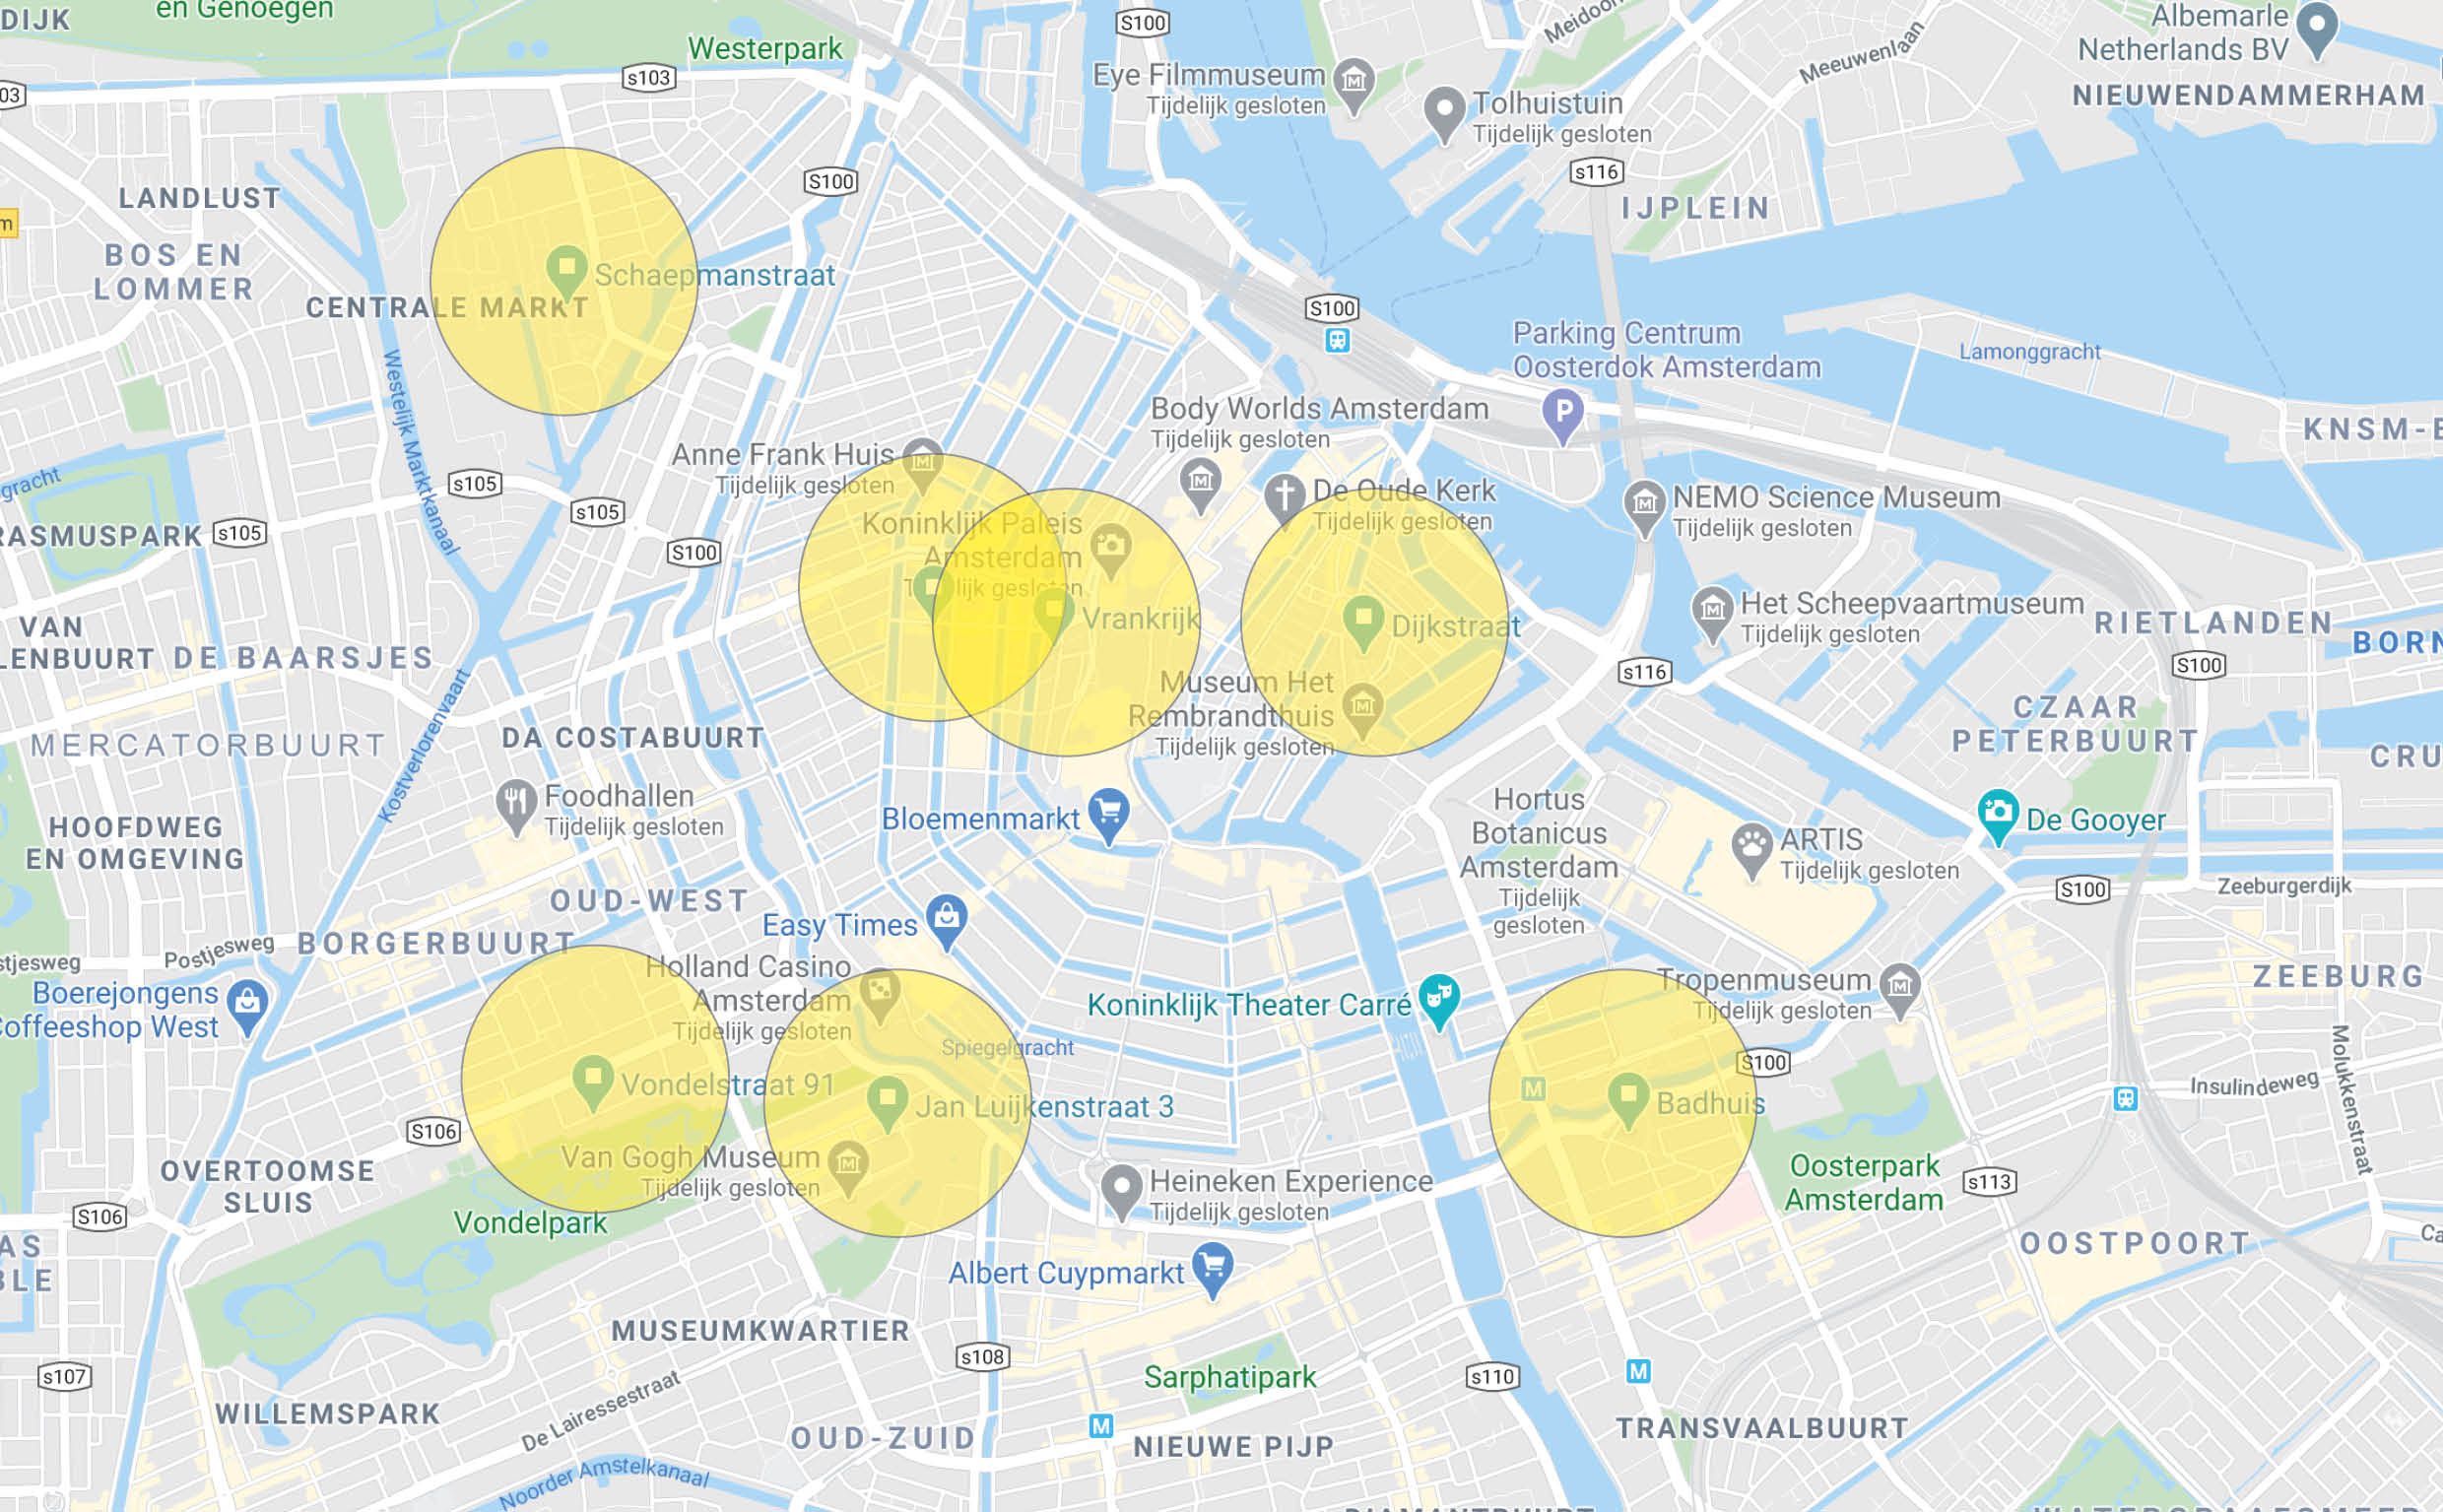 DIJK
en Genoegen
Westerpark
s103
03
S100
Eye Filmmuseum
Tijdelijk gesloten
Tolhuistuin
Tijdelijk gesloten
Meeuwenlaan
Albemarle
Netherlands BV
NIEUWENDAMMERHAM
s116
IJPLEIN
S100
LANDLUST
BOS EN
LOMMER
CENTRALE MARKT
Schaepmanstraat
S100
Parking Centrum
Oosterdok Amsterdam
P
Lamonggracht
KNSM-E
Westelijk Marktkanaal
Body Worlds Amsterdam
Tijdelijk gesloten
Anne Frank Huis
Tijdelijk gesloten
gracht
s105
s105
s105
RASMUSPARK
S100
De Oude Kerk
Tijdelijk gesloten
NEMO Science Museum
Tijdelijk gesloten
Koninklijk Paleis
Amsterdam
Vrankrijk
Dijkstraat
Het Scheepvaartmuseum
Tijdelijk gesloten
RIETLANDEN
BORN
VAN
LENBUURT
DE BAARSJES
s116
S100
Museum Het
Rembrandthuis
Tijdelijk gesloten
CZAAR
PETERBUURT
CRU
MERCATORBUURT
Kostverlorenvaart
DA COSTABUURT
Foodhallen
Tijdelijk gesloten
Bloemenmarkt
Hortus
Botanicus
Amsterdam
Tijdelijk
gesloten
ARTIS
Tijdelijk gesloten
De Gooyer
HOOFDWEG
EN OMGEVING
OUD-WEST
S100
Zeeburgerdijk
Easy Times
BORGERBUURT
Postjesweg
stjesweg
Holland Casino
Amsterdam
Tijdelijk gesloten
Boerejongens
Coffeeshop West
Koninklijk Theater Carré
Tropenmuseum
Tijdelijk gesloten
ZEEBURG
Spiegelgracht
S100
Molukkenstraat
Insulindeweg
Vondelstraat 91
Jan Luijkenstraat 3
M
Badhuis
S106
Van Gogh Museum
Tijdelijk gesloten
OVERTOOMSE
SLUIS
S106
Vondelpark
Heineken Experience
Tijdelijk gesloten
Oosterpark
Amsterdam
s113
OOSTPOORT
Ca
AS
BLE
Albert Cuypmarkt
MUSEUMKWARTIER
s108
s107
Sarphatipark
s110
M
WILLEMSPARK
De Lairessestraat
OUD-ZUID
M
NIEUWE PIJP
TRANSVAALBUURT
Noorder Amstelkanaal